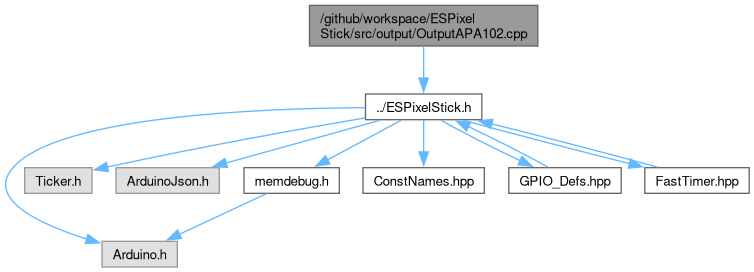 /github/workspace/ESPixel
Stick/src/output/OutputAPA102.cpp
../ESPixelStick.h
Ticker.h
ArduinoJson.h
memdebug.h
ConstNames.hpp
GPIO_Defs.hpp
FastTimer.hpp
Arduino.h